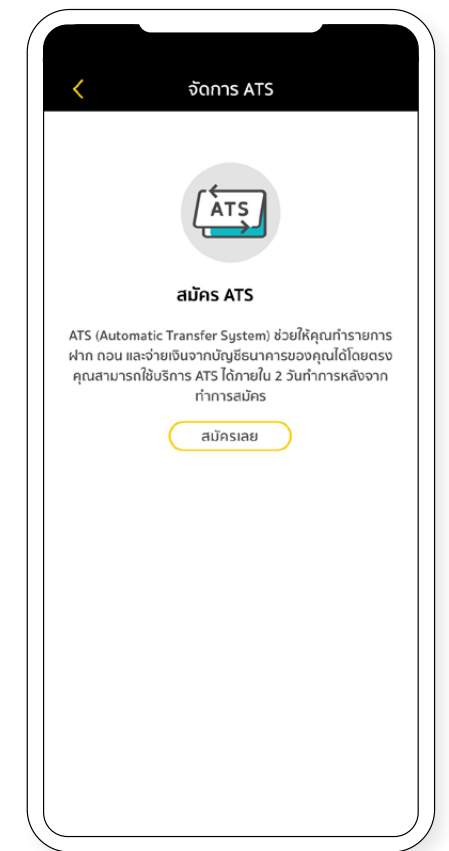 จัดการ ATS
ATS
สมัคร ATS
ATS (Automatic Transfer System) ช่วยให้คุณทำรายการ
ฝาก ถอน และจ่ายเงินจากบัญชีธนาคารของคุณได้โดยตรง
คุณสามารถใช้บริการ ATS ได้ภายใน 2 วันทำการหลังจาก
ทำการสมัคร
สมัครเลย